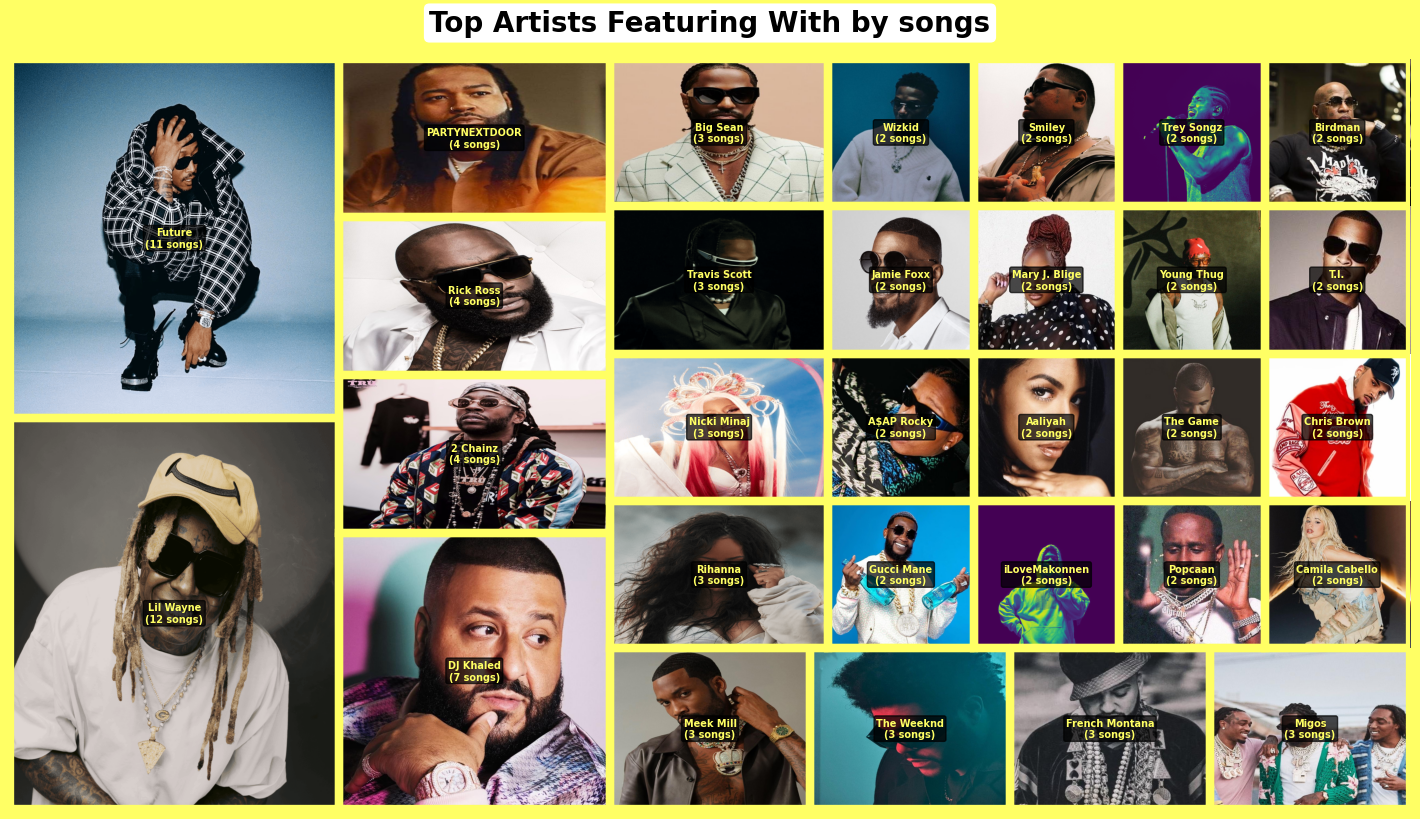 Top Artists Featuring With by songs
Future
(11 songs)
Lil Wayne
(12 songs)
PARTYNEXTDOOR
(4 songs)
Rick Ross
(4 songs)
2 Chainz
(4 songs)
DJ Khaled
(7 songs)
Big Sean
(3 songs)
Wizkid
(2 songs)
Smiley
(2 songs)
Trey Songz
(2 songs)
Birdman
(2 songs)
Travis Scott
(3 songs)
Jamie Foxx
(2 songs)
Mary J. Blige
(2 songs)
Young Thug
(2 songs)
T.I.
(2 songs)
Nicki Minaj
(3 songs)
A$AP Rocky
(2 songs)
Aaliyah
(2 songs)
The Game
(2 songs)
Chris Brown
(2 songs)
Rihanna
(3 songs)
Gucci Mane
(2 songs)
iLoveMakonnen
(2 songs)
Popcaan
(2 songs)
Camila Cabello
(2 songs)
Meek Mill
(3 songs)
The Weeknd
(3 songs)
French Montana
(3 songs)
Migos
(3 songs)